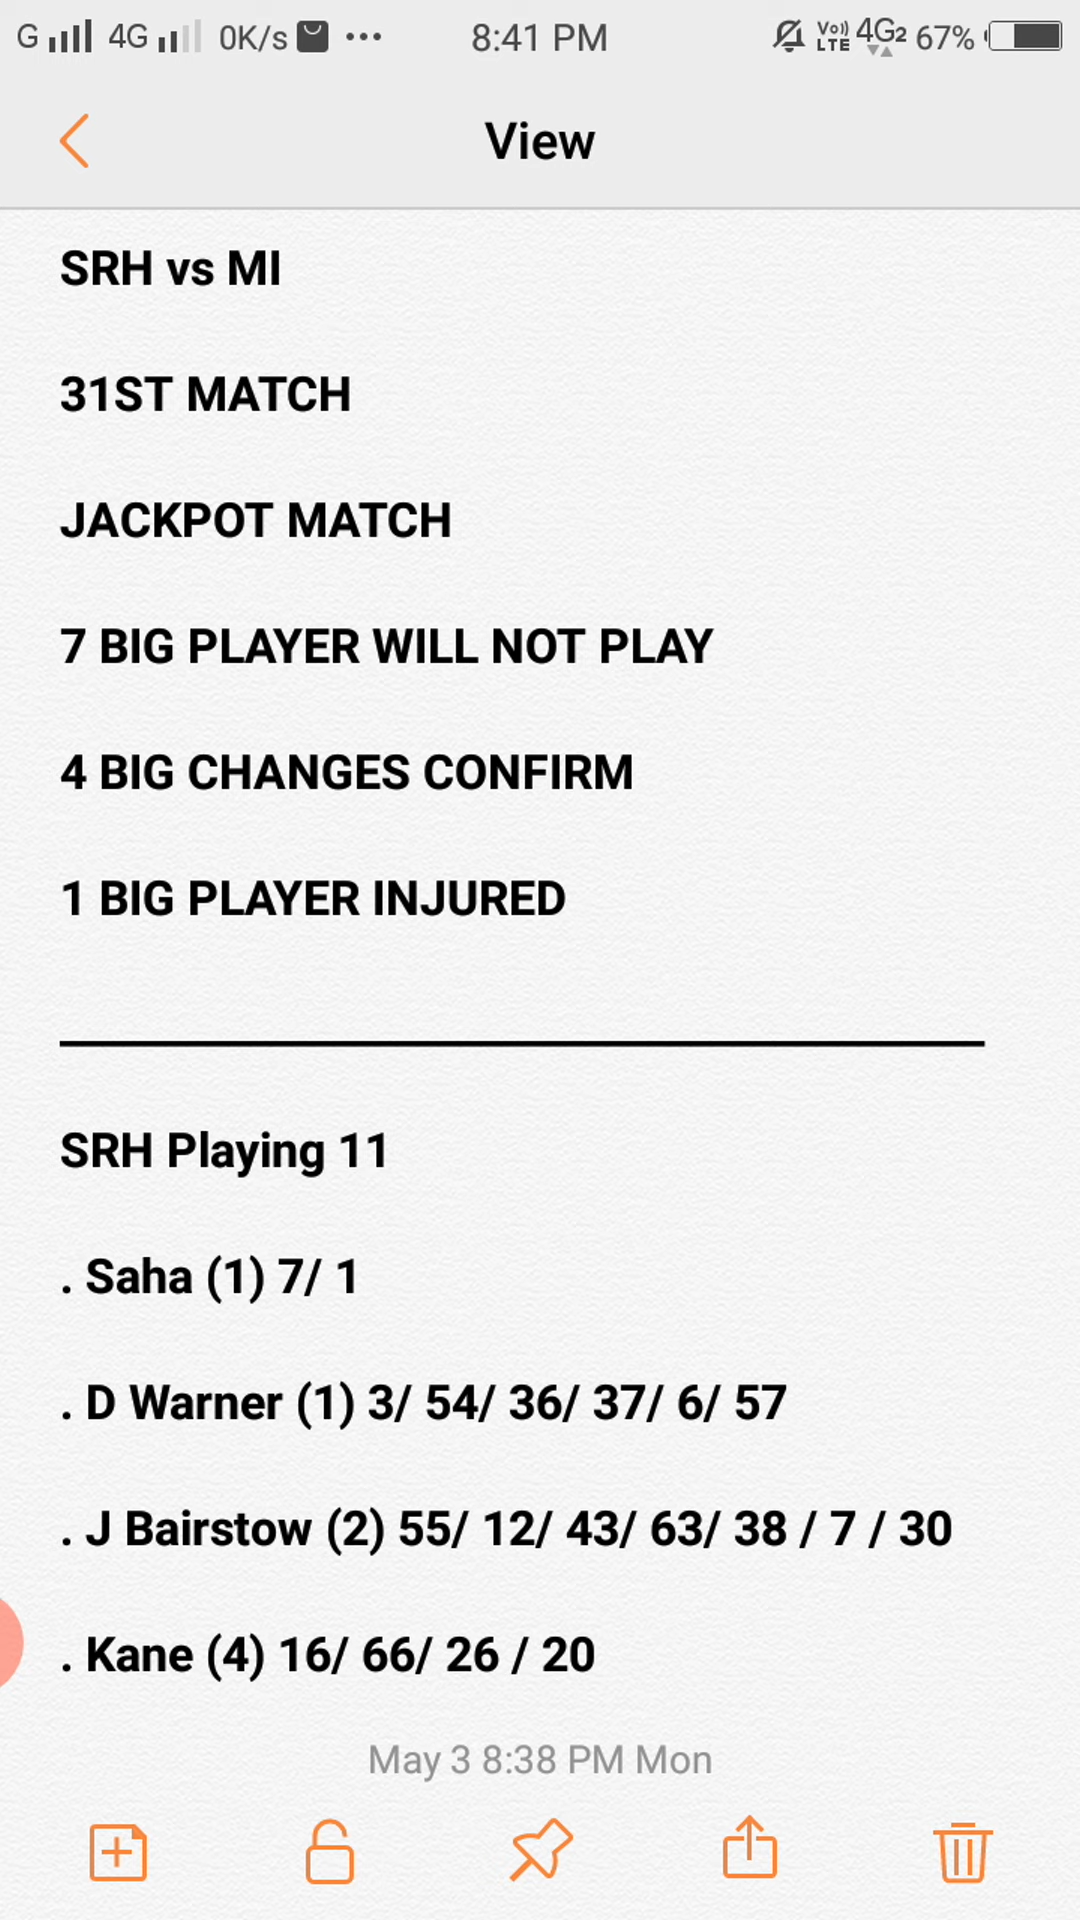 G 4G 0K/s ... 8:41 PM Vo)) LTE 4G2 67%
View
SRH vs MI
31ST MATCH
JACKPOT MATCH
7 BIG PLAYER WILL NOT PLAY
4 BIG CHANGES CONFIRM
1 BIG PLAYER INJURED
SRH Playing 11
. Saha (1) 7/ 1
. D Warner (1) 3/ 54/ 36/ 37/ 6/ 57
. J Bairstow (2) 55/ 12/ 43/ 63/ 38 / 7 / 30
. Kane (4) 16/ 66/ 26 / 20
May 3 8:38 PM Mon